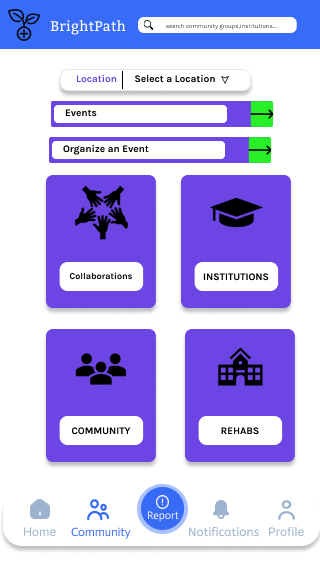 BrightPath
search community groups,institutions...
Location Select a Location
Events
Organize an Event
Collaborations INSTITUTIONS
COMMUNITY REHABS
Home Community Report Notifications Profile